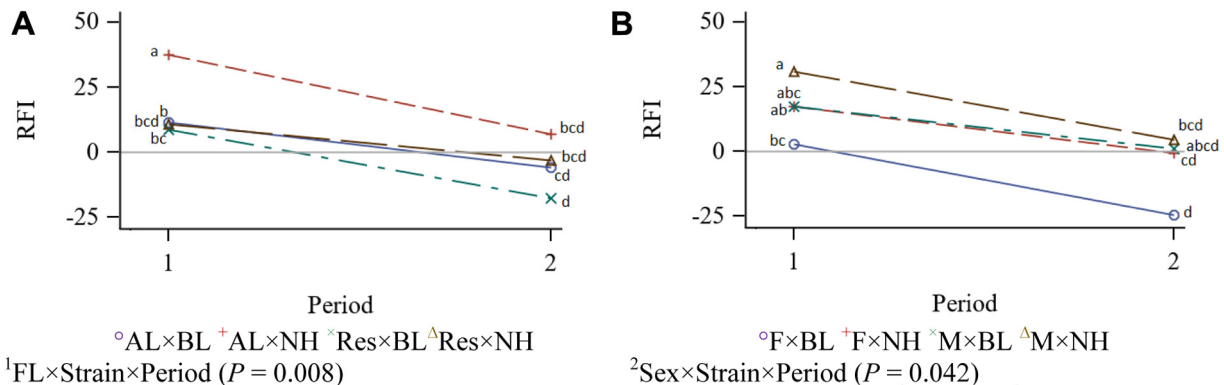 A
50
25
0
-25
RFI
a
b
bcd
bc
bcd
bcd
cd
d
1
2
Period
○AL×BL +AL×NH ×Res×BL ΔRes×NH
¹FL×Strain×Period (P = 0.008)
B
50
25
0
-25
RFI
a
abc
ab
bc
bcd
abcd
cd
d
1
2
Period
○F×BL +F×NH ×M×BL ΔM×NH
²Sex×Strain×Period (P = 0.042)